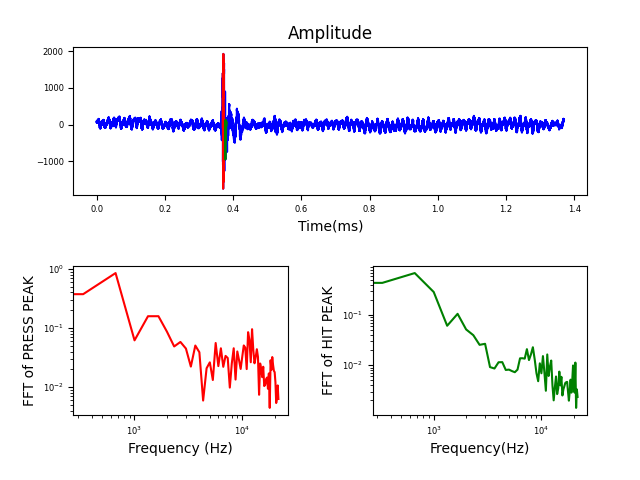 Amplitude
2000
1000
0
−1000
0.0 0.2 0.4 0.6 0.8 1.0 1.2 1.4
Time(ms)
FFT of PRESS PEAK
10⁰
10⁻¹
10⁻²
10³ 10⁴
Frequency (Hz)
FFT of HIT PEAK
10⁻¹
10⁻²
10³ 10⁴
Frequency(Hz)